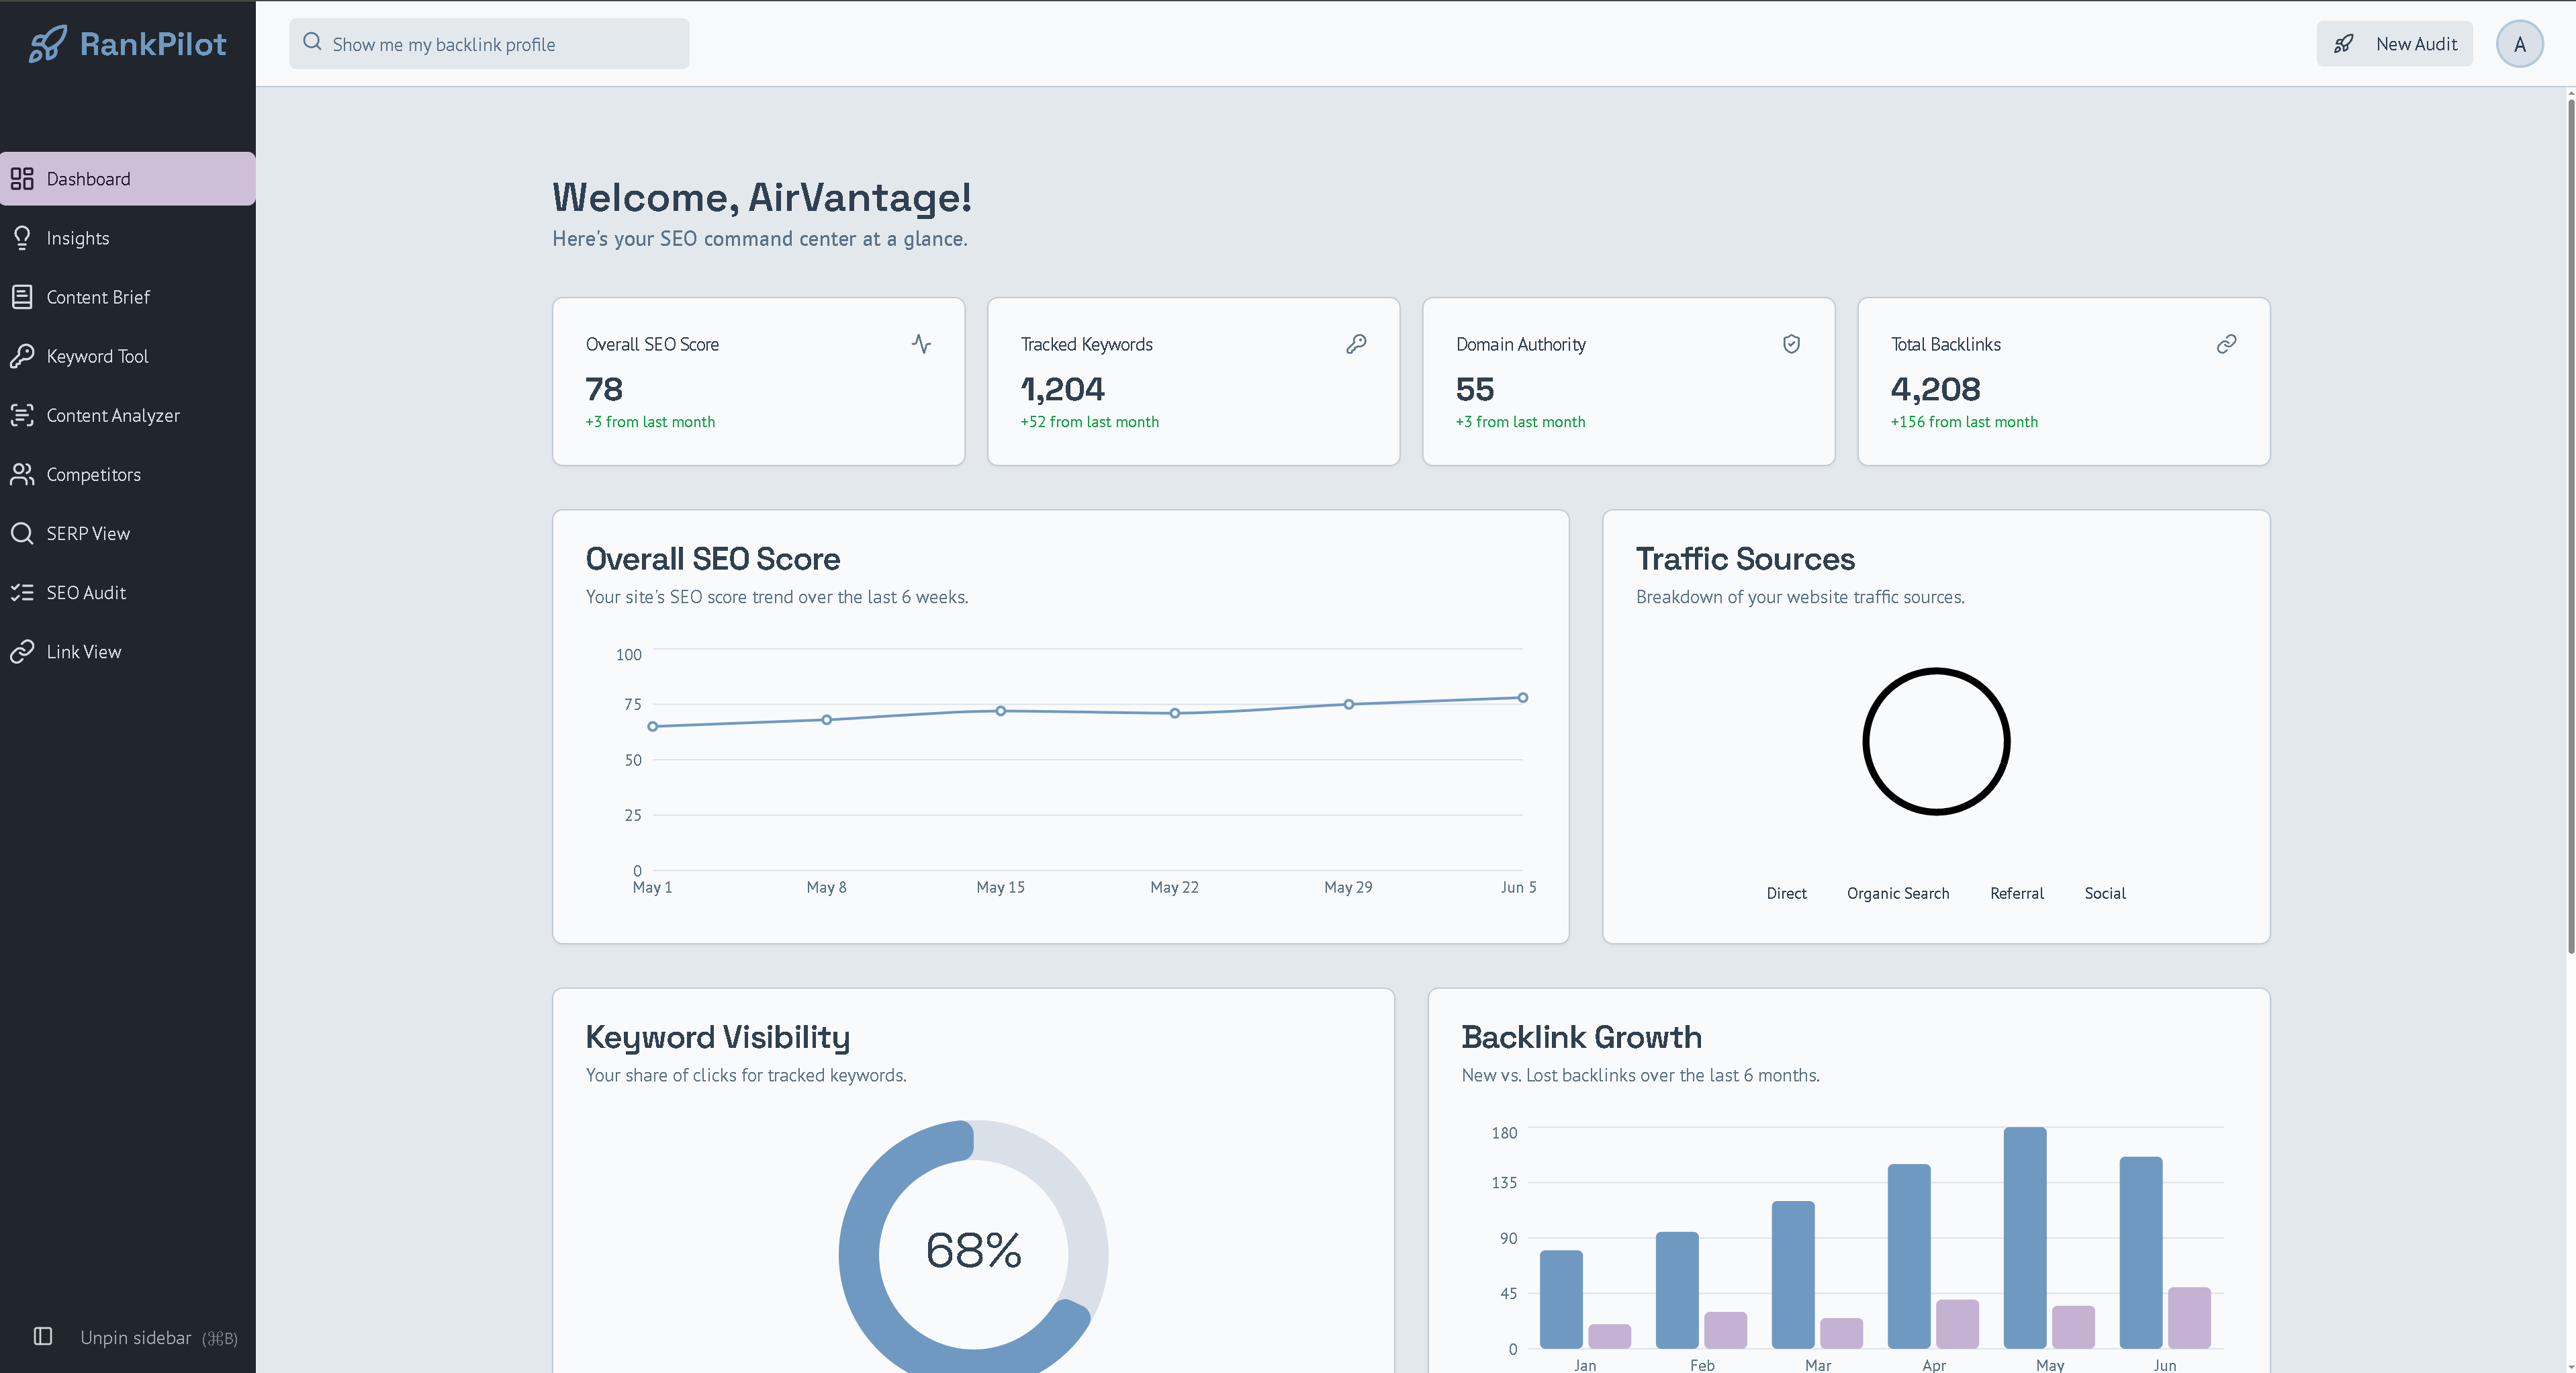 RankPilot
Show me my backlink profile
New Audit
A
Dashboard
Insights
Content Brief
Keyword Tool
Content Analyzer
Competitors
SERP View
SEO Audit
Link View
Unpin sidebar (⌘B)
Welcome, AirVantage!
Here's your SEO command center at a glance.
Overall SEO Score
78
+3 from last month
Tracked Keywords
1,204
+52 from last month
Domain Authority
55
+3 from last month
Total Backlinks
4,208
+156 from last month
Overall SEO Score
Your site's SEO score trend over the last 6 weeks.
100
75
50
25
0
May 1 May 8 May 15 May 22 May 29 Jun 5
Traffic Sources
Breakdown of your website traffic sources.
Direct Organic Search Referral Social
Keyword Visibility
Your share of clicks for tracked keywords.
68%
Backlink Growth
New vs. Lost backlinks over the last 6 months.
180
135
90
45
0
Jan Feb Mar Apr May Jun